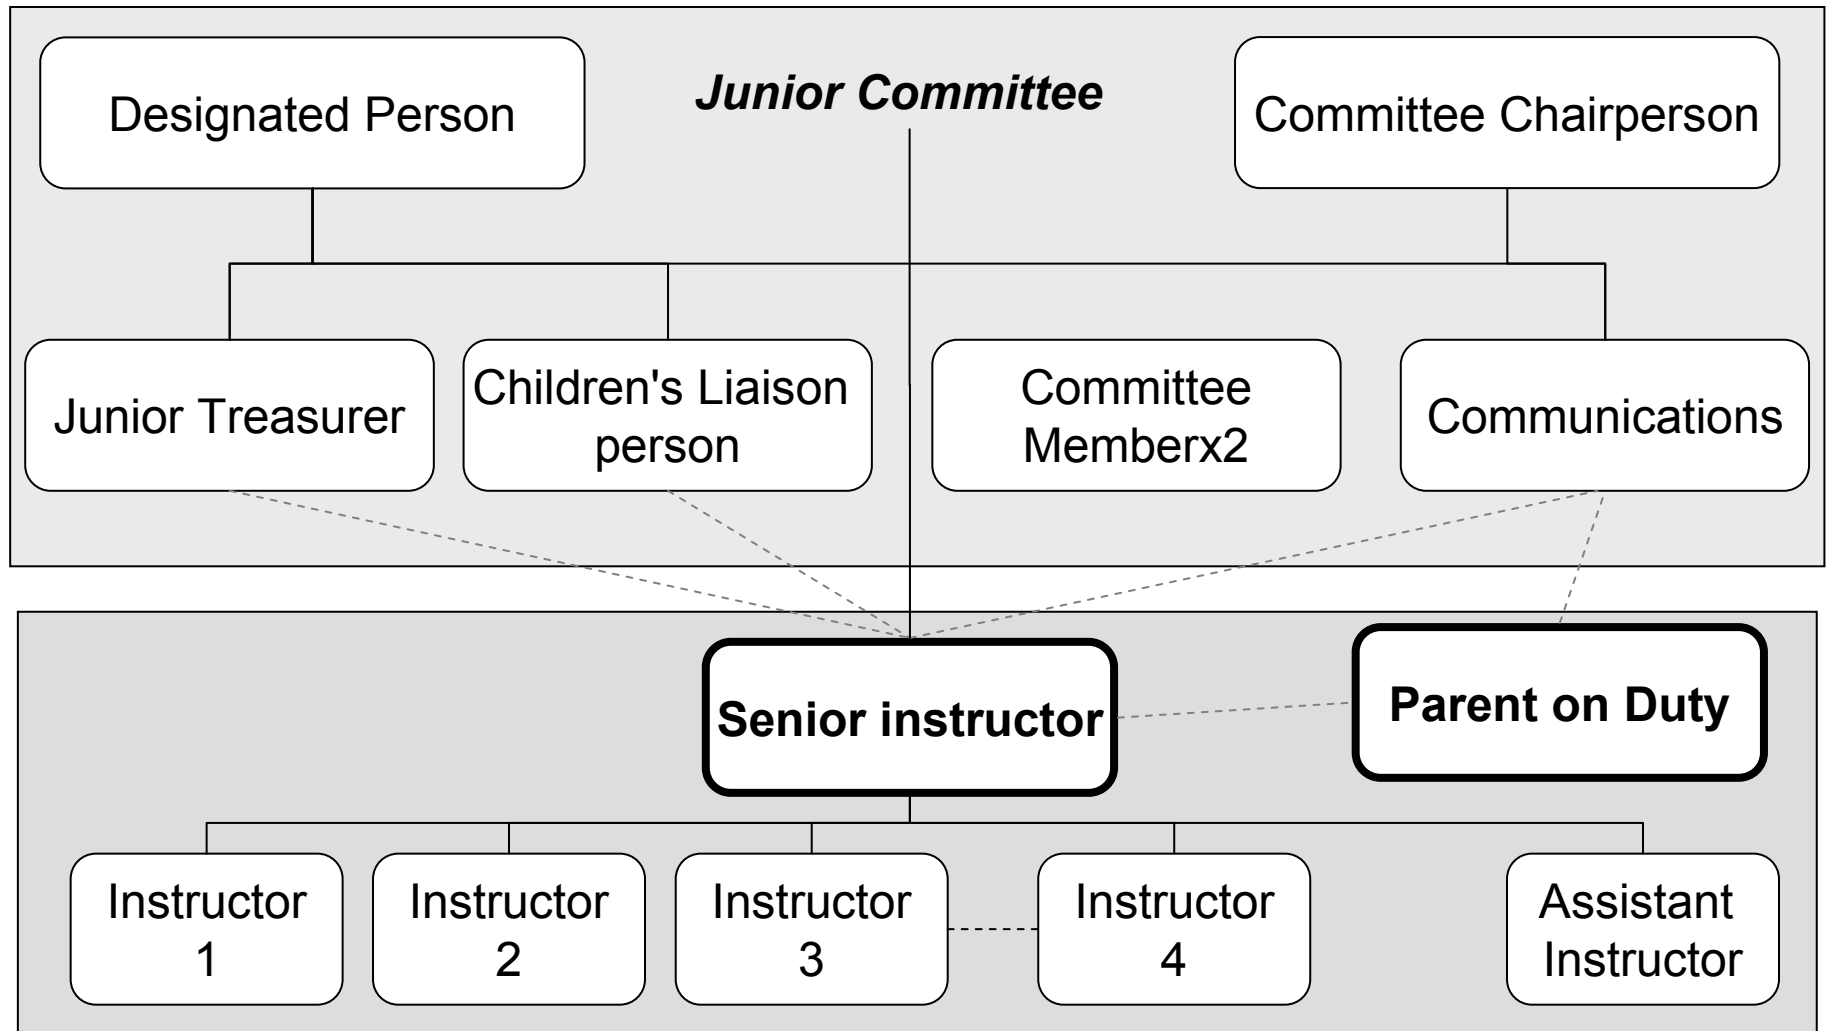 Designated Person
Junior Committee
Committee Chairperson
Junior Treasurer
Children's Liaison
person
Committee
Memberx2
Communications
Senior instructor
Parent on Duty
Instructor
1
Instructor
2
Instructor
3
Instructor
4
Assistant
Instructor